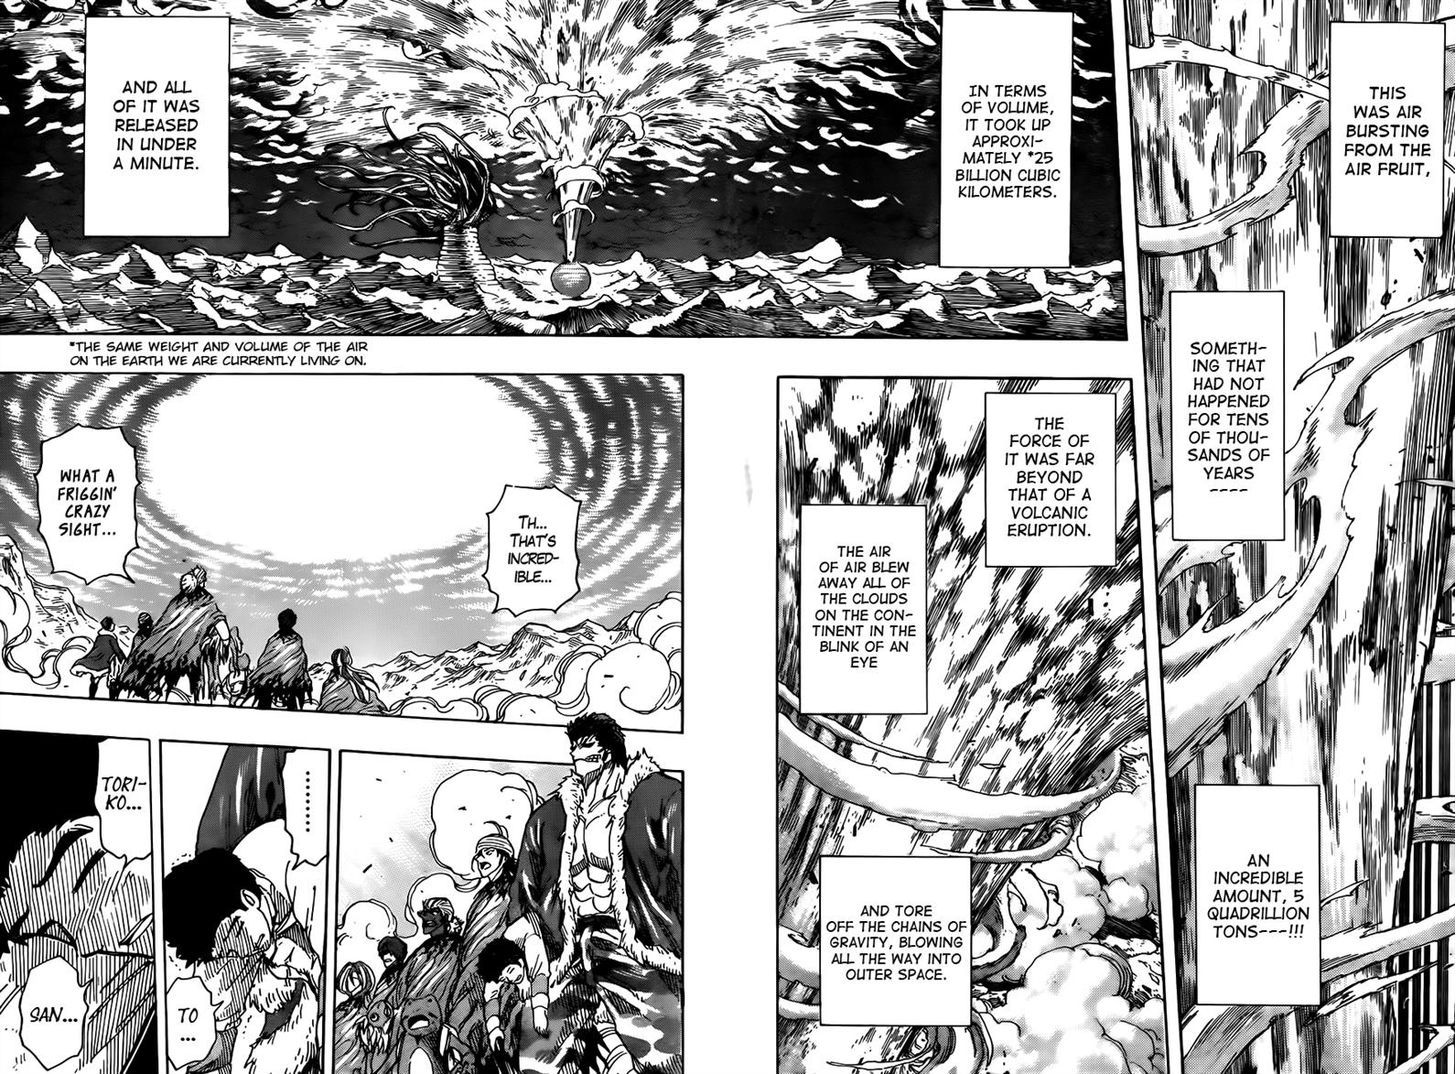 THIS
WAS AIR
BURSTING
FROM THE
AIR FRUIT,
SOMETH-
ING THAT
HAD NOT
HAPPENED
FOR TENS
OF THOU-
SANDS OF
YEARS
----
AN
INCREDIBLE
AMOUNT, 5
QUADRILLION
TONS---!!!
IN TERMS
OF VOLUME,
IT TOOK UP
APPROXI-
MATELY *25
BILLION CUBIC
KILOMETERS.
AND ALL
OF IT WAS
RELEASED
IN UNDER
A MINUTE.
*THE SAME WEIGHT AND VOLUME OF THE AIR
ON THE EARTH WE ARE CURRENTLY LIVING ON.
THE
FORCE OF
IT WAS FAR
BEYOND
THAT OF A
VOLCANIC
ERUPTION.
THE AIR
OF AIR BLEW
AWAY ALL OF
THE CLOUDS
ON THE CON-
TINENT IN THE
BLINK OF AN
EYE
AND TORE
OFF THE CHAINS OF
GRAVITY, BLOWING
ALL THE WAY INTO
OUTER SPACE.
TH...
THAT'S
INCRED-
IBLE...
WHAT A
FRIGGIN'
CRAZY
SIGHT...
.........
TO
...
TORI-
KO...
SAN...